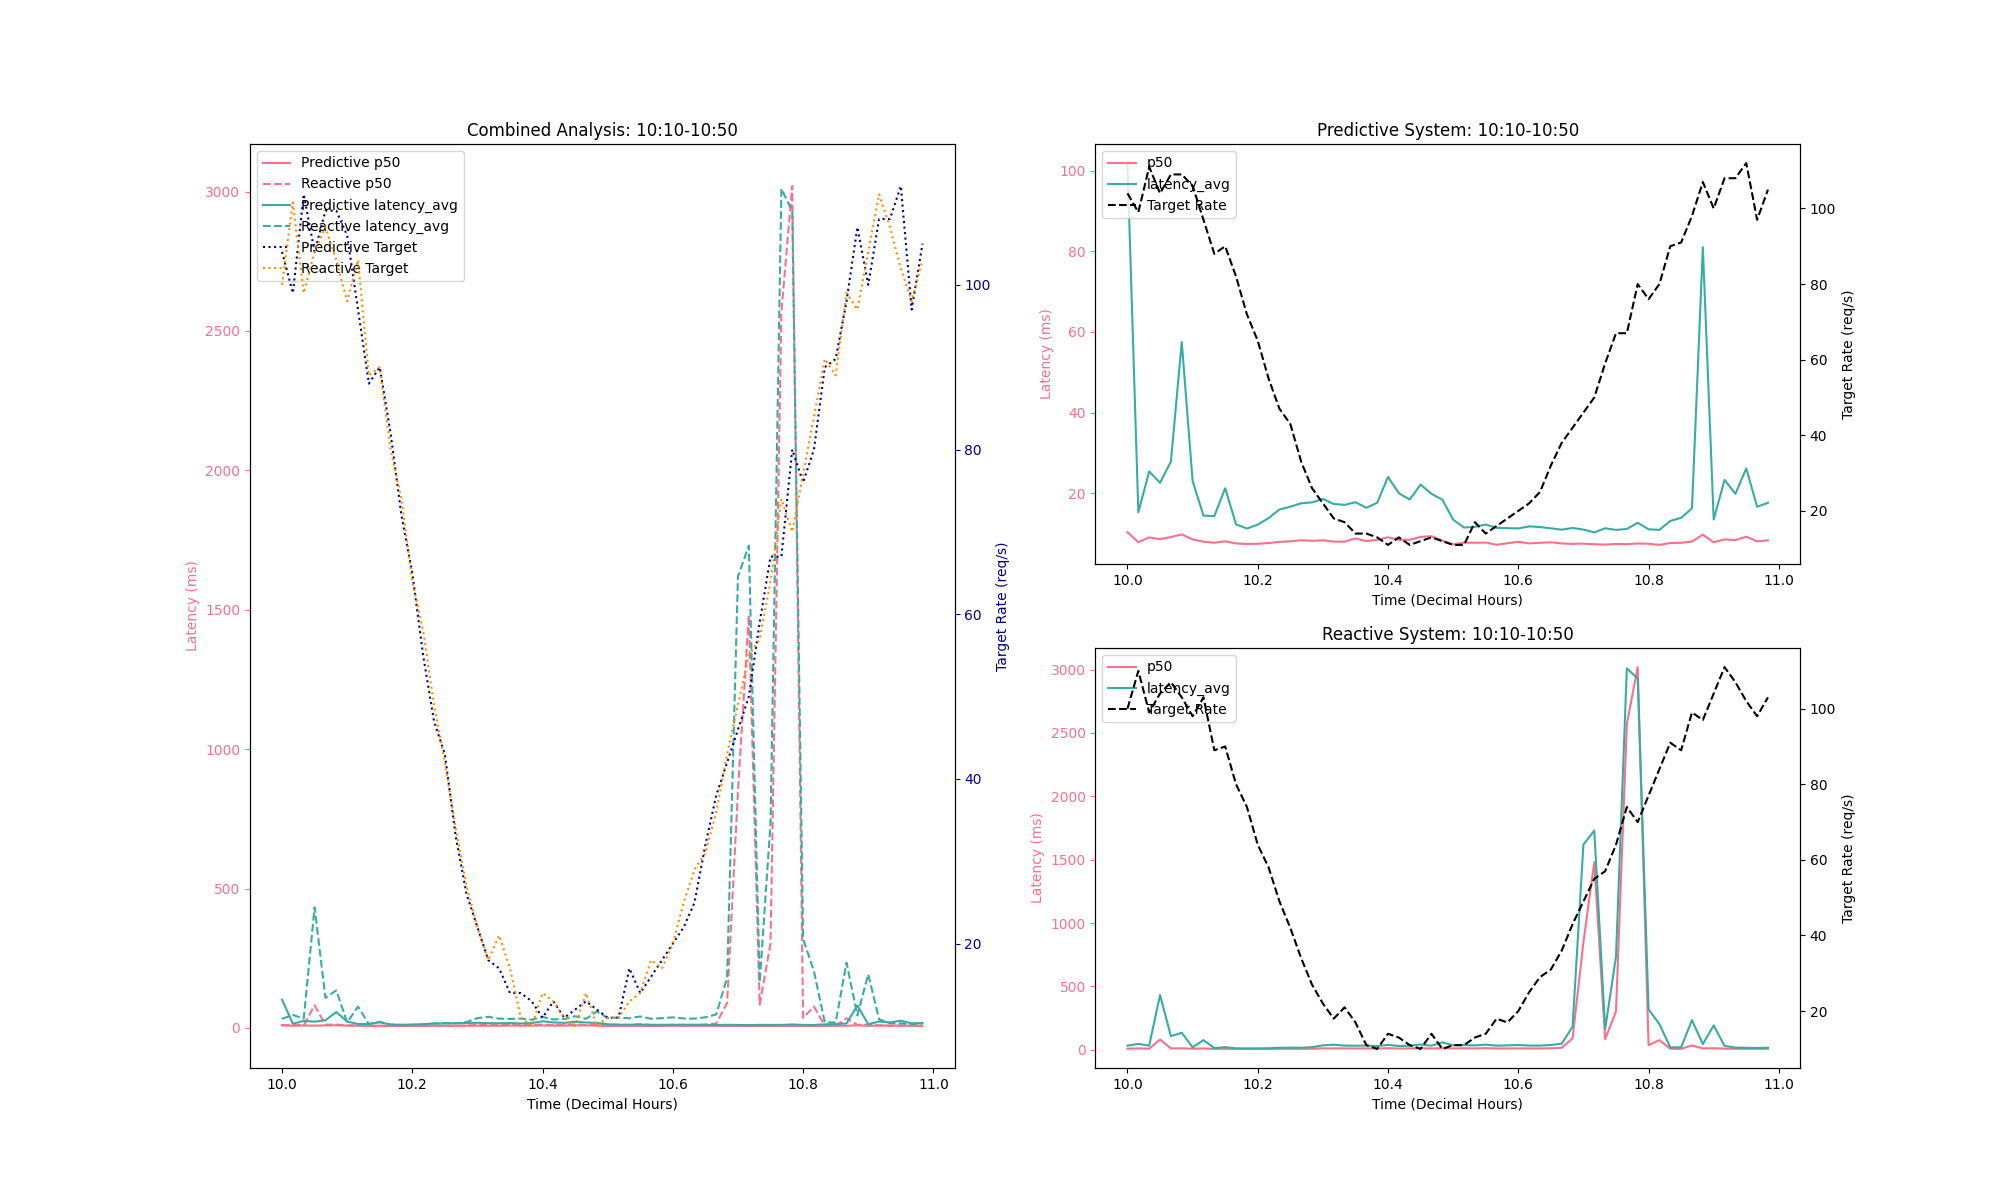 Combined Analysis: 10:10-10:50
Predictive p50
Reactive p50
Predictive latency_avg
Reactive latency_avg
Predictive Target
Reactive Target
3000
2500
2000
1500
1000
500
0
Latency (ms)
100
80
60
40
20
Target Rate (req/s)
10.0 10.2 10.4 10.6 10.8 11.0
Time (Decimal Hours)
Predictive System: 10:10-10:50
p50
latency_avg
Target Rate
100
80
60
40
20
Latency (ms)
100
80
60
40
20
Target Rate (req/s)
10.0 10.2 10.4 10.6 10.8 11.0
Time (Decimal Hours)
Reactive System: 10:10-10:50
p50
latency_avg
Target Rate
3000
2500
2000
1500
1000
500
0
Latency (ms)
100
80
60
40
20
Target Rate (req/s)
10.0 10.2 10.4 10.6 10.8 11.0
Time (Decimal Hours)